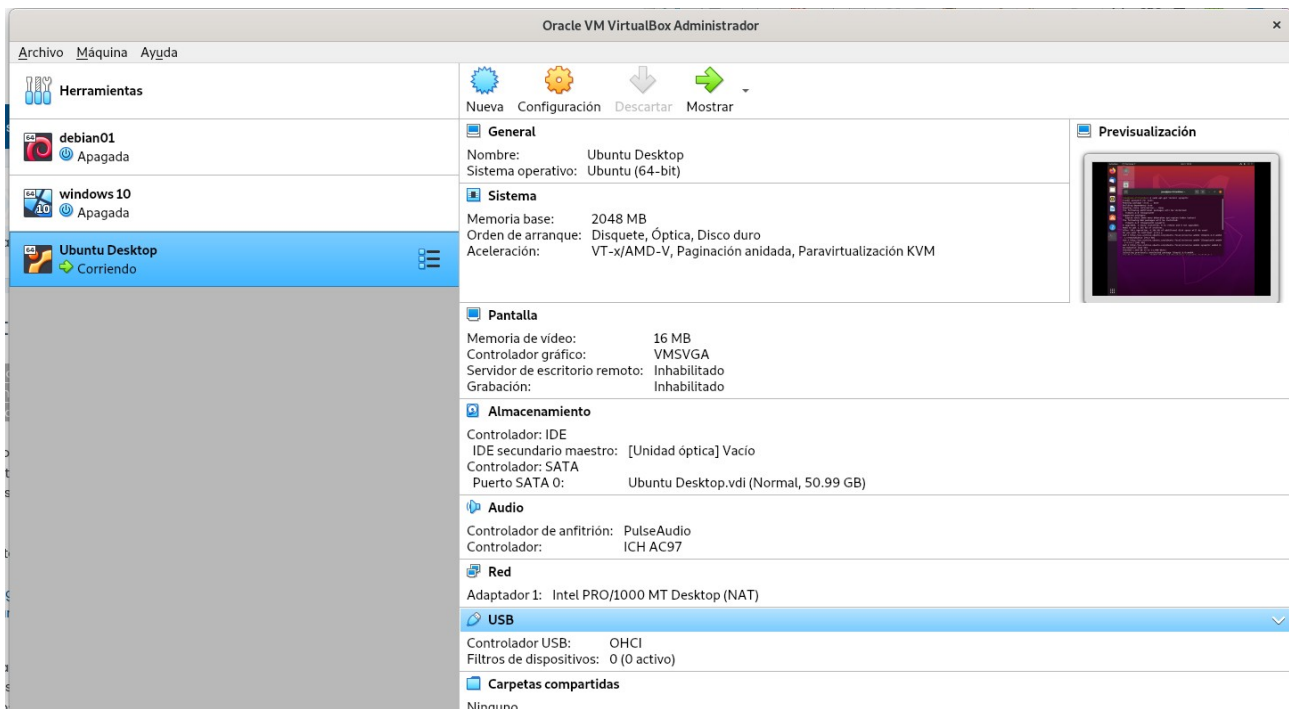 Oracle VM VirtualBox Administrador
Archivo Máquina Ayuda
Herramientas
debian01
Apagada
windows 10
Apagada
Ubuntu Desktop
Corriendo
Nueva Configuración Descartar Mostrar
General
Nombre: Ubuntu Desktop
Sistema operativo: Ubuntu (64-bit)
Previsualización
Sistema
Memoria base: 2048 MB
Orden de arranque: Disquete, Óptica, Disco duro
Aceleración: VT-x/AMD-V, Paginación anidada, Paravirtualización KVM
Pantalla
Memoria de vídeo: 16 MB
Controlador gráfico: VMSVGA
Servidor de escritorio remoto: Inhabilitado
Grabación: Inhabilitado
Almacenamiento
Controlador: IDE
IDE secundario maestro: [Unidad óptica] Vacío
Controlador: SATA
Puerto SATA 0: Ubuntu Desktop.vdi (Normal, 50.99 GB)
Audio
Controlador de anfitrión: PulseAudio
Controlador: ICH AC97
Red
Adaptador 1: Intel PRO/1000 MT Desktop (NAT)
USB
Controlador USB: OHCI
Filtros de dispositivos: 0 (0 activo)
Carpetas compartidas
Ninguno